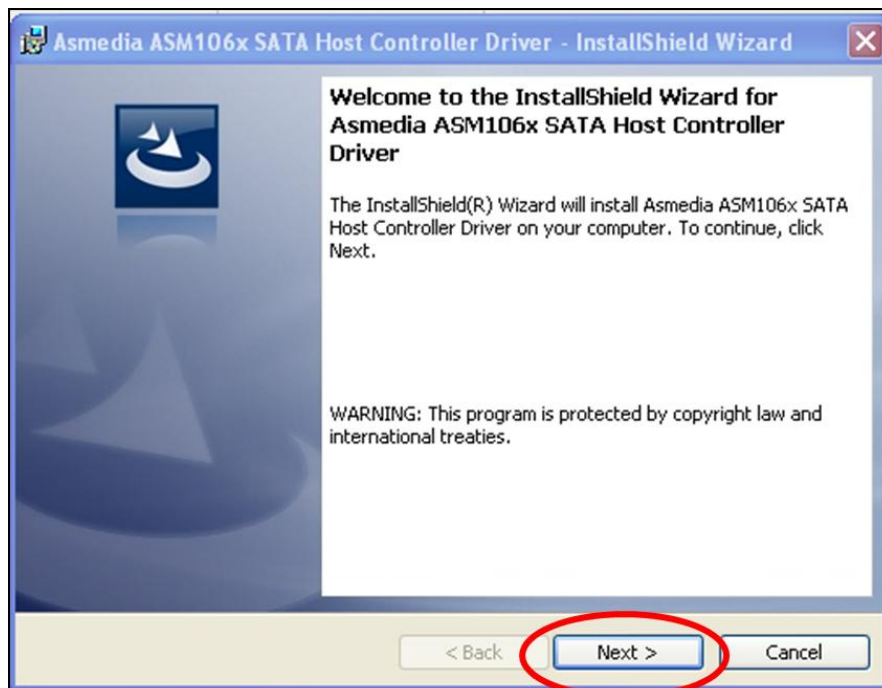 Asmedia ASM106x SATA Host Controller Driver - InstallShield Wizard
Welcome to the InstallShield Wizard for
Asmedia ASM106x SATA Host Controller
Driver
The InstallShield(R) Wizard will install Asmedia ASM106x SATA
Host Controller Driver on your computer. To continue, click
Next.
WARNING: This program is protected by copyright law and
international treaties.
< Back
Next >
Cancel